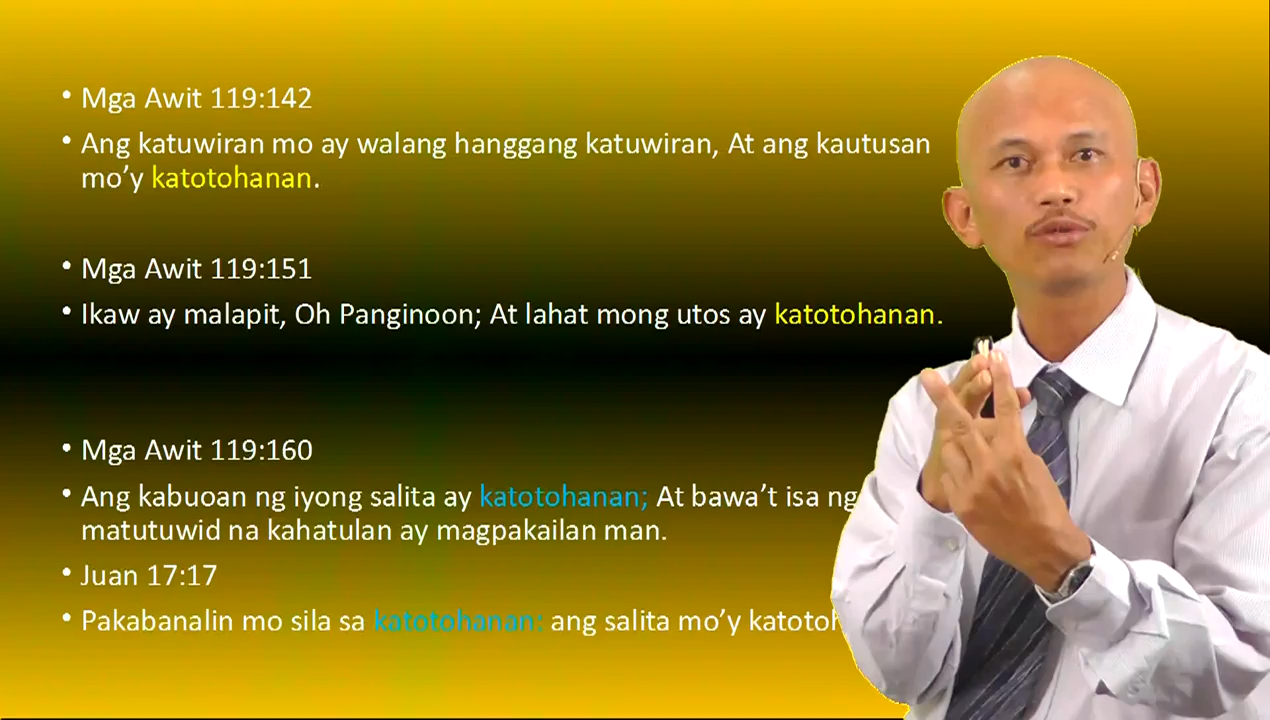 • Mga Awit 119:142
• Ang katuwiran mo ay walang hanggang katuwiran, At ang kautusan
mo’y katotohanan.
• Mga Awit 119:151
• Ikaw ay malapit, Oh Panginoon; At lahat mong utos ay katotohanan.
• Mga Awit 119:160
• Ang kabuoan ng iyong salita ay katotohanan; At bawa’t isa ng
matutuwid na kahatulan ay magpakailan man.
• Juan 17:17
• Pakabanalin mo sila sa katotohanan: ang salita mo’y